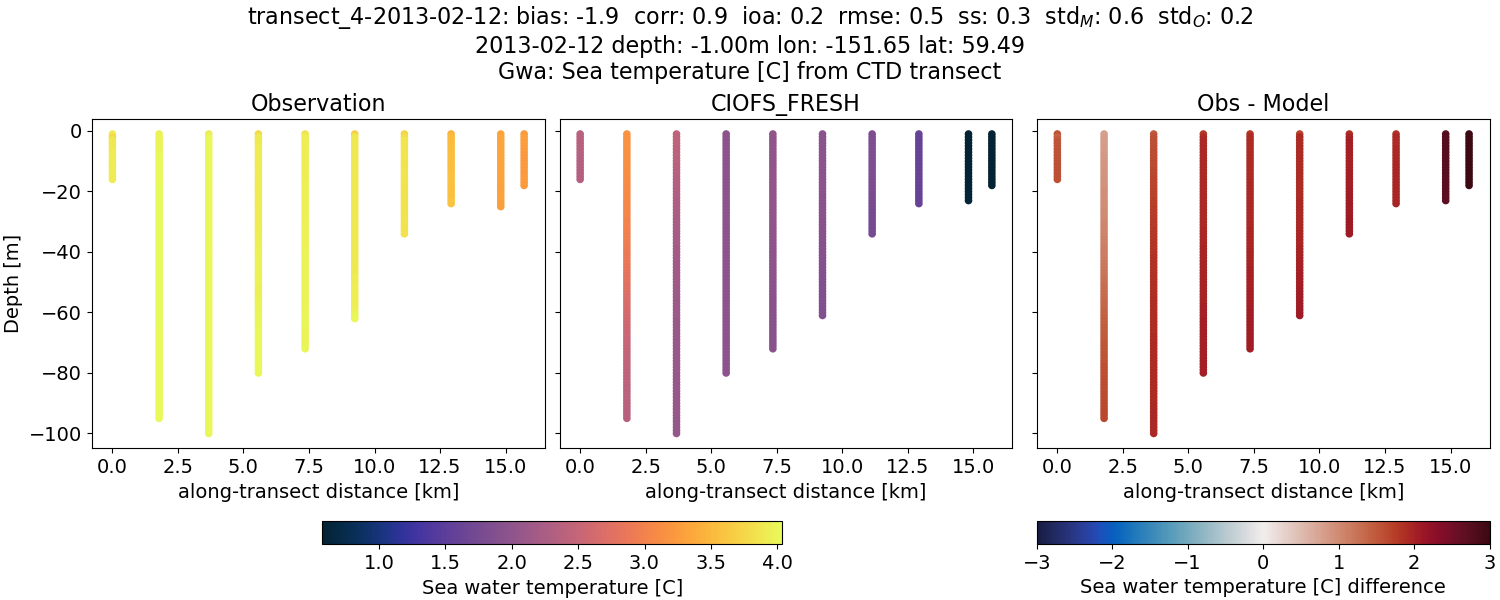 transect_4-2013-02-12: bias: -1.9 corr: 0.9 ioa: 0.2 rmse: 0.5 ss: 0.3 std_M: 0.6 std_O: 0.2
2013-02-12 depth: -1.00m lon: -151.65 lat: 59.49
Gwa: Sea temperature [C] from CTD transect
Observation
CIOFS_FRESH
Obs - Model
Depth [m]
0
−20
−40
−60
−80
−100
0.0 2.5 5.0 7.5 10.0 12.5 15.0
0.0 2.5 5.0 7.5 10.0 12.5 15.0
0.0 2.5 5.0 7.5 10.0 12.5 15.0
along-transect distance [km]
along-transect distance [km]
along-transect distance [km]
1.0 1.5 2.0 2.5 3.0 3.5 4.0
Sea water temperature [C]
−3 −2 −1 0 1 2 3
Sea water temperature [C] difference